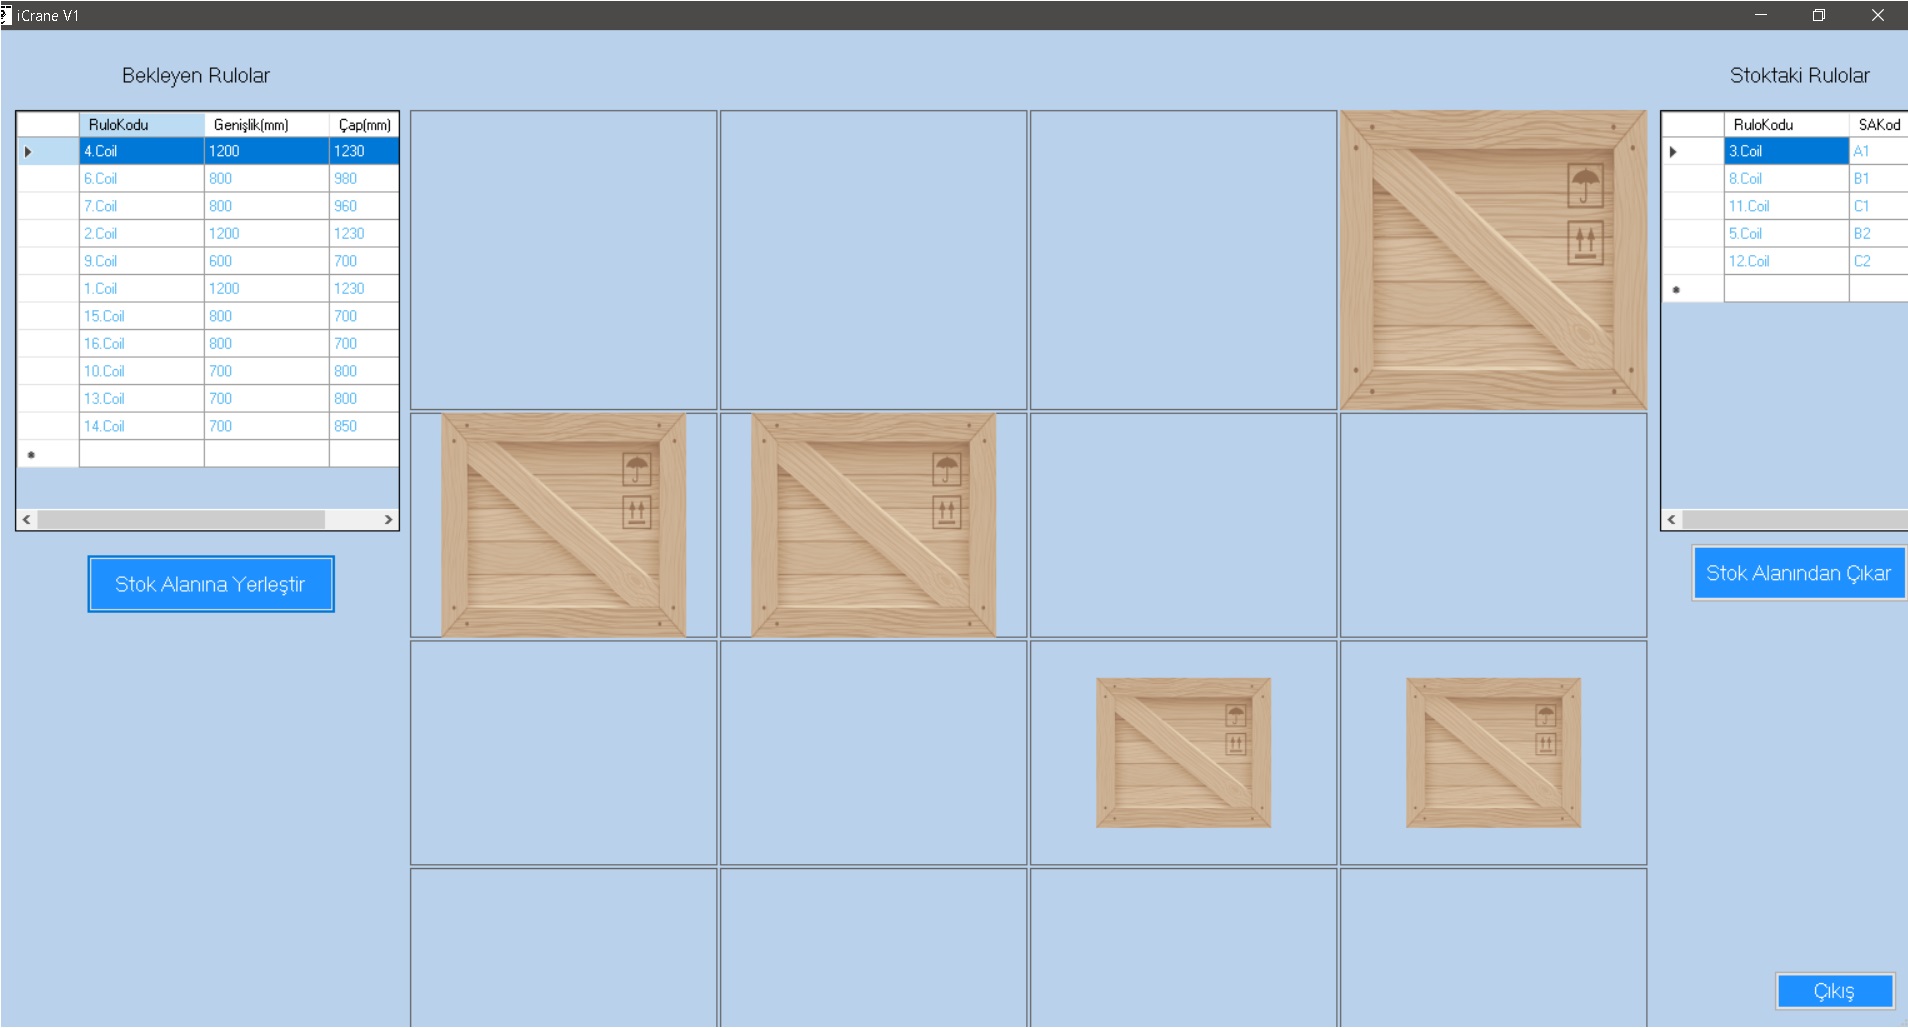 iCrane V1
Bekleyen Rulolar
RuloKodu Genişlik(mm) Çap(mm)
4.Coil 1200 1230
6.Coil 800 980
7.Coil 800 960
2.Coil 1200 1230
9.Coil 600 700
1.Coil 1200 1230
15.Coil 800 700
16.Coil 800 700
10.Coil 700 800
13.Coil 700 800
14.Coil 700 850
Stok Alanına Yerleştir
Stoktaki Rulolar
RuloKodu SAKod
3.Coil A1
8.Coil B1
11.Coil C1
5.Coil B2
12.Coil C2
Stok Alanından Çıkar
Çıkış